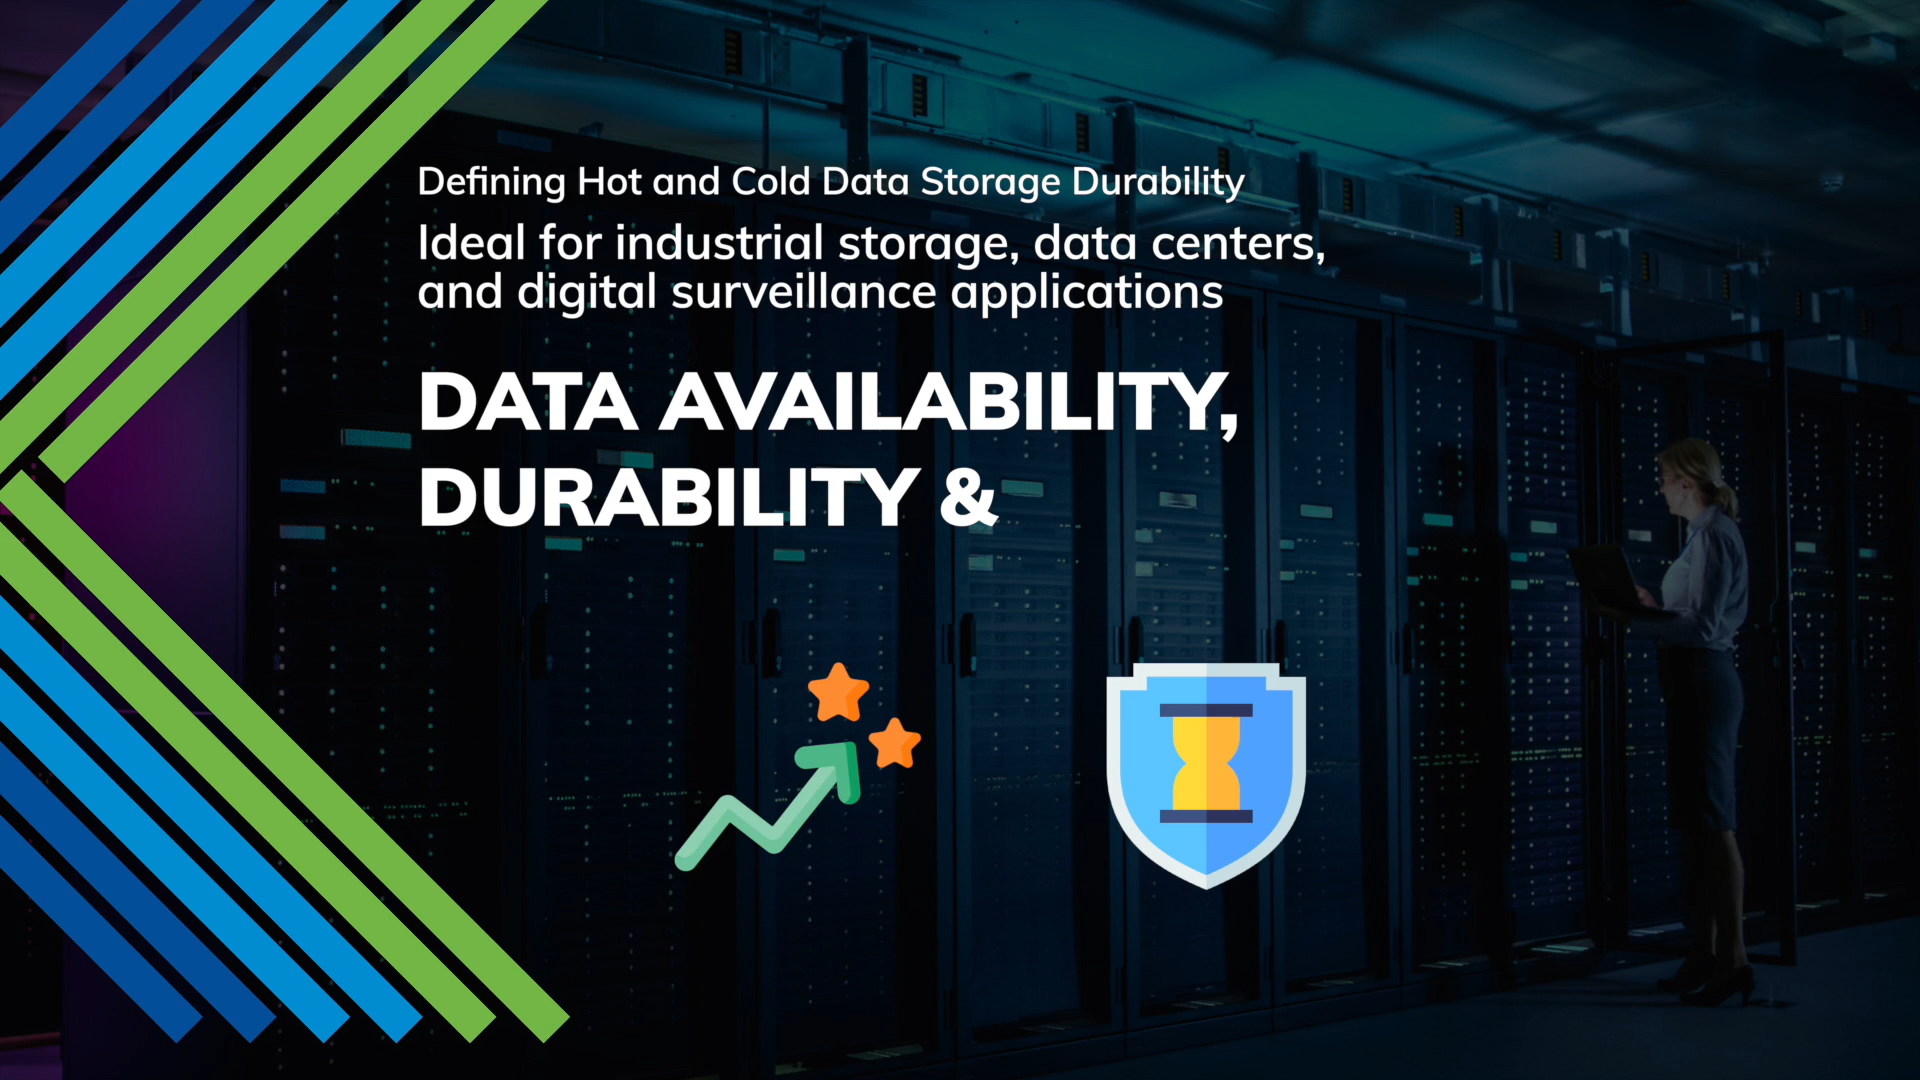 Defining Hot and Cold Data Storage Durability
Ideal for industrial storage, data centers,
and digital surveillance applications
DATA AVAILABILITY,
DURABILITY &